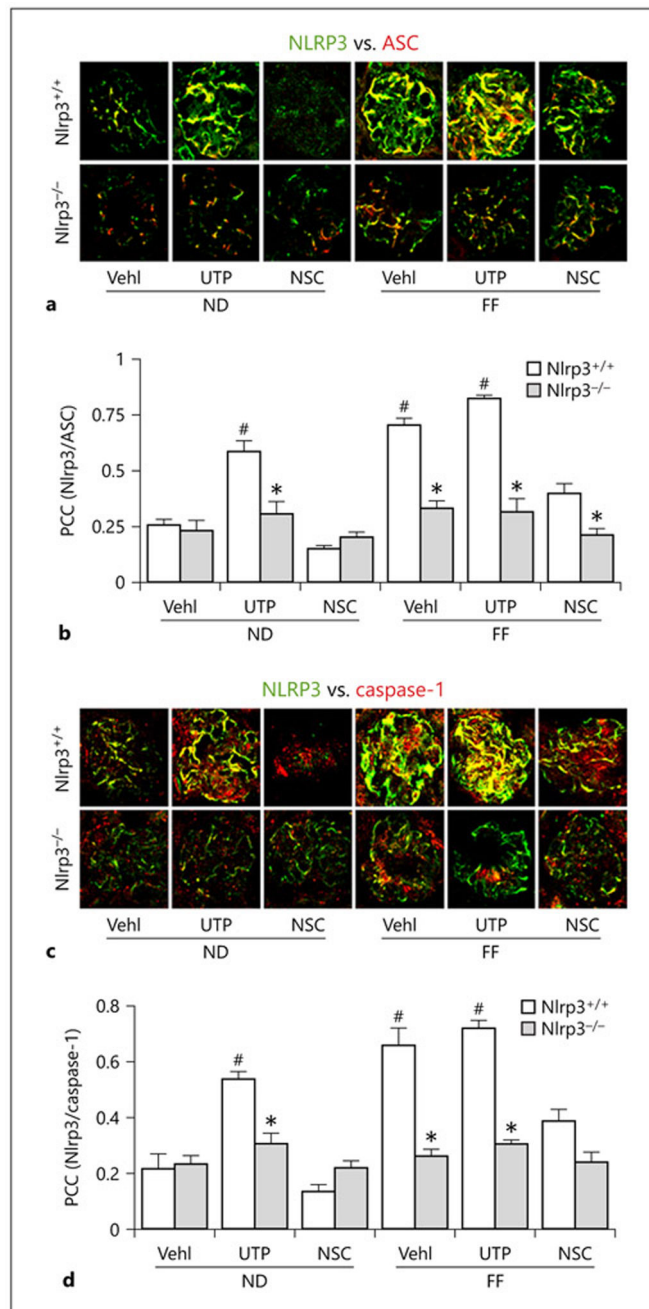 NLRP3 vs. ASC
Nlrp3+/+
Nlrp3–/–
Vehl UTP NSC Vehl UTP NSC
ND FF
a
1
0.75
0.5
0.25
0
PCC (Nlrp3/ASC)
Nlrp3+/+
Nlrp3–/–
# * # * # * *
Vehl UTP NSC Vehl UTP NSC
ND FF
b
NLRP3 vs. caspase-1
Nlrp3+/+
Nlrp3–/–
Vehl UTP NSC Vehl UTP NSC
ND FF
c
0.8
0.6
0.4
0.2
0
PCC (Nlrp3/caspase-1)
Nlrp3+/+
Nlrp3–/–
# * # * # *
Vehl UTP NSC Vehl UTP NSC
ND FF
d